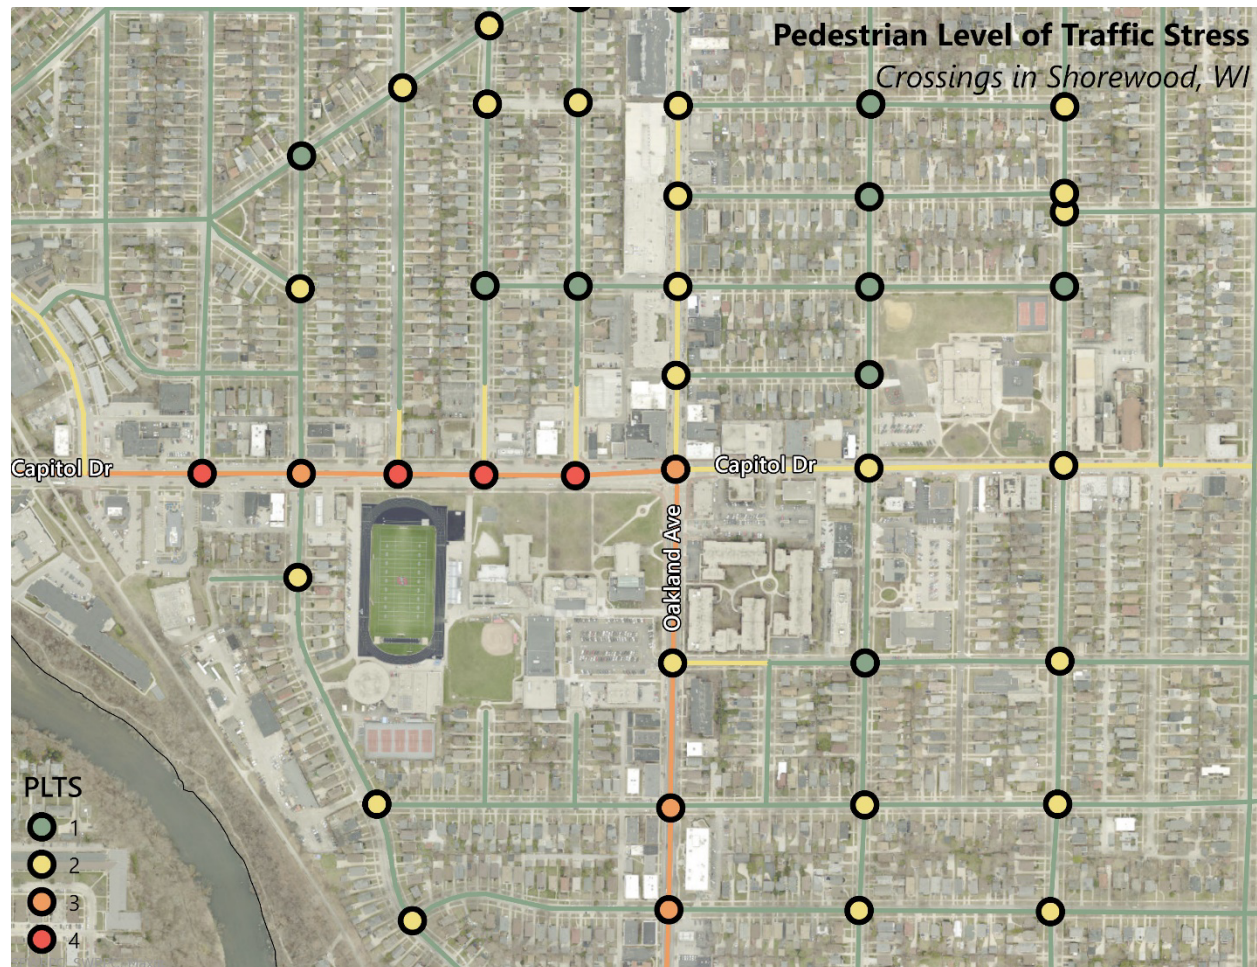 Pedestrian Level of Traffic Stress
Crossings in Shorewood, WI
Capitol Dr
Capitol Dr
Oakland Ave
PLTS
1
2
3
4